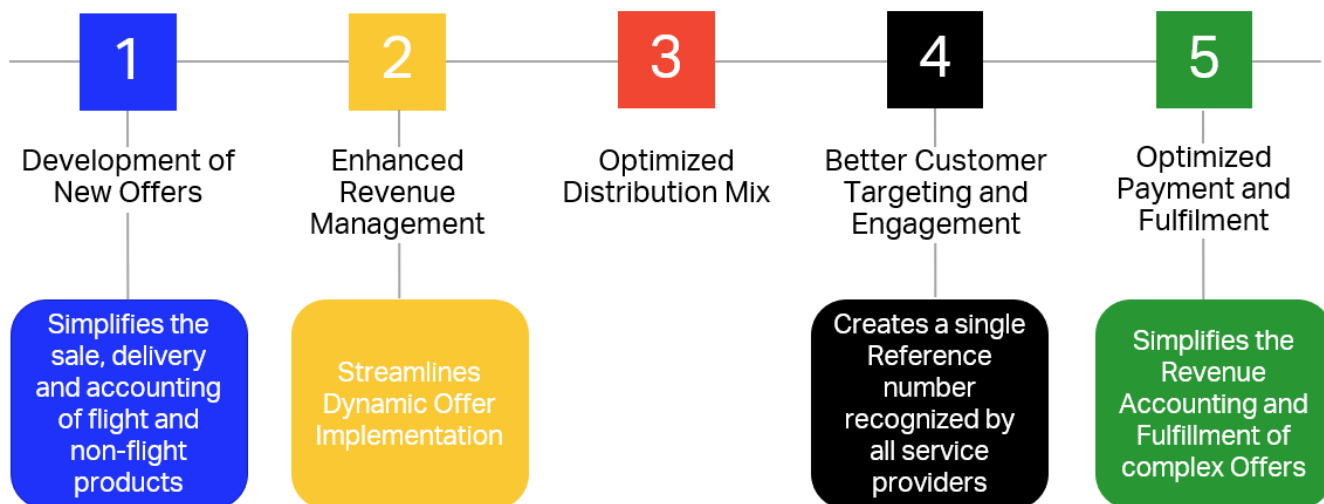 1
2
3
4
5
Development of
New Offers
Enhanced
Revenue
Management
Optimized
Distribution Mix
Better Customer
Targeting and
Engagement
Optimized
Payment and
Fulfilment
Simplifies the
sale, delivery
and accounting
of flight and
non-flight
products
Streamlines
Dynamic Offer
Implementation
Creates a single
Reference
number
recognized by
all service
providers
Simplifies the
Revenue
Accounting and
Fulfillment of
complex Offers